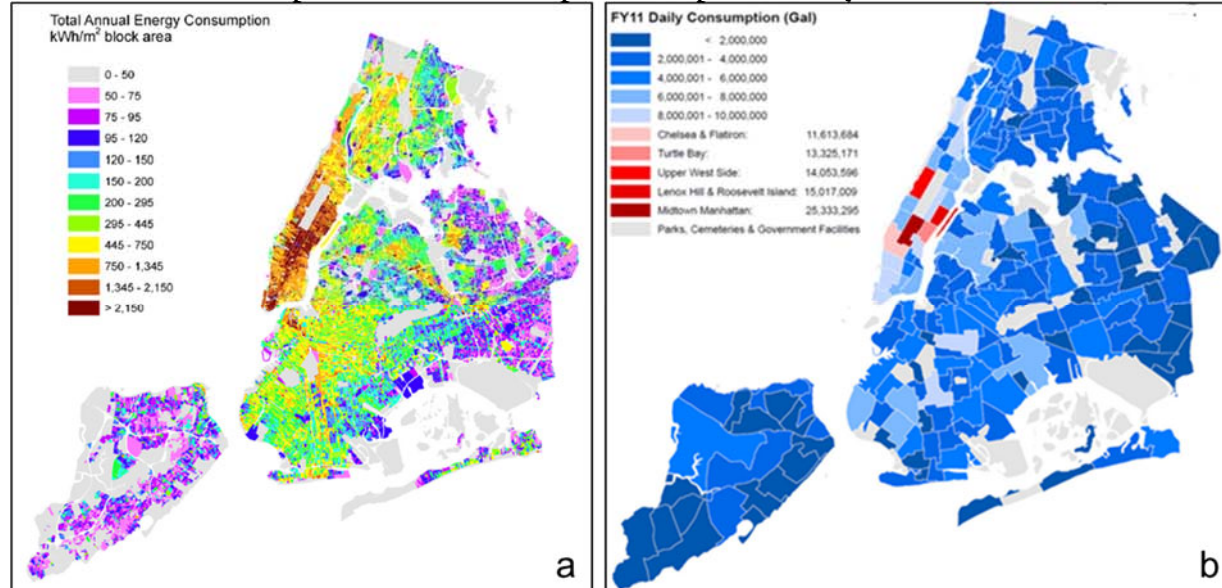 Total Annual Energy Consumption
kWh/m² block area
0 - 50
50 - 75
75 - 95
95 - 120
120 - 150
150 - 200
200 - 295
295 - 445
445 - 750
750 - 1,345
1,345 - 2,150
> 2,150
a
FY11 Daily Consumption (Gal)
< 2,000,000
2,000,001 - 4,000,000
4,000,001 - 6,000,000
6,000,001 - 8,000,000
8,000,001 - 10,000,000
Chelsea & Flatiron: 11,613,684
Turtle Bay: 13,325,171
Upper West Side: 14,053,596
Lenox Hill & Roosevelt Island: 15,017,009
Midtown Manhattan: 25,333,295
Parks, Cemeteries & Government Facilities
b